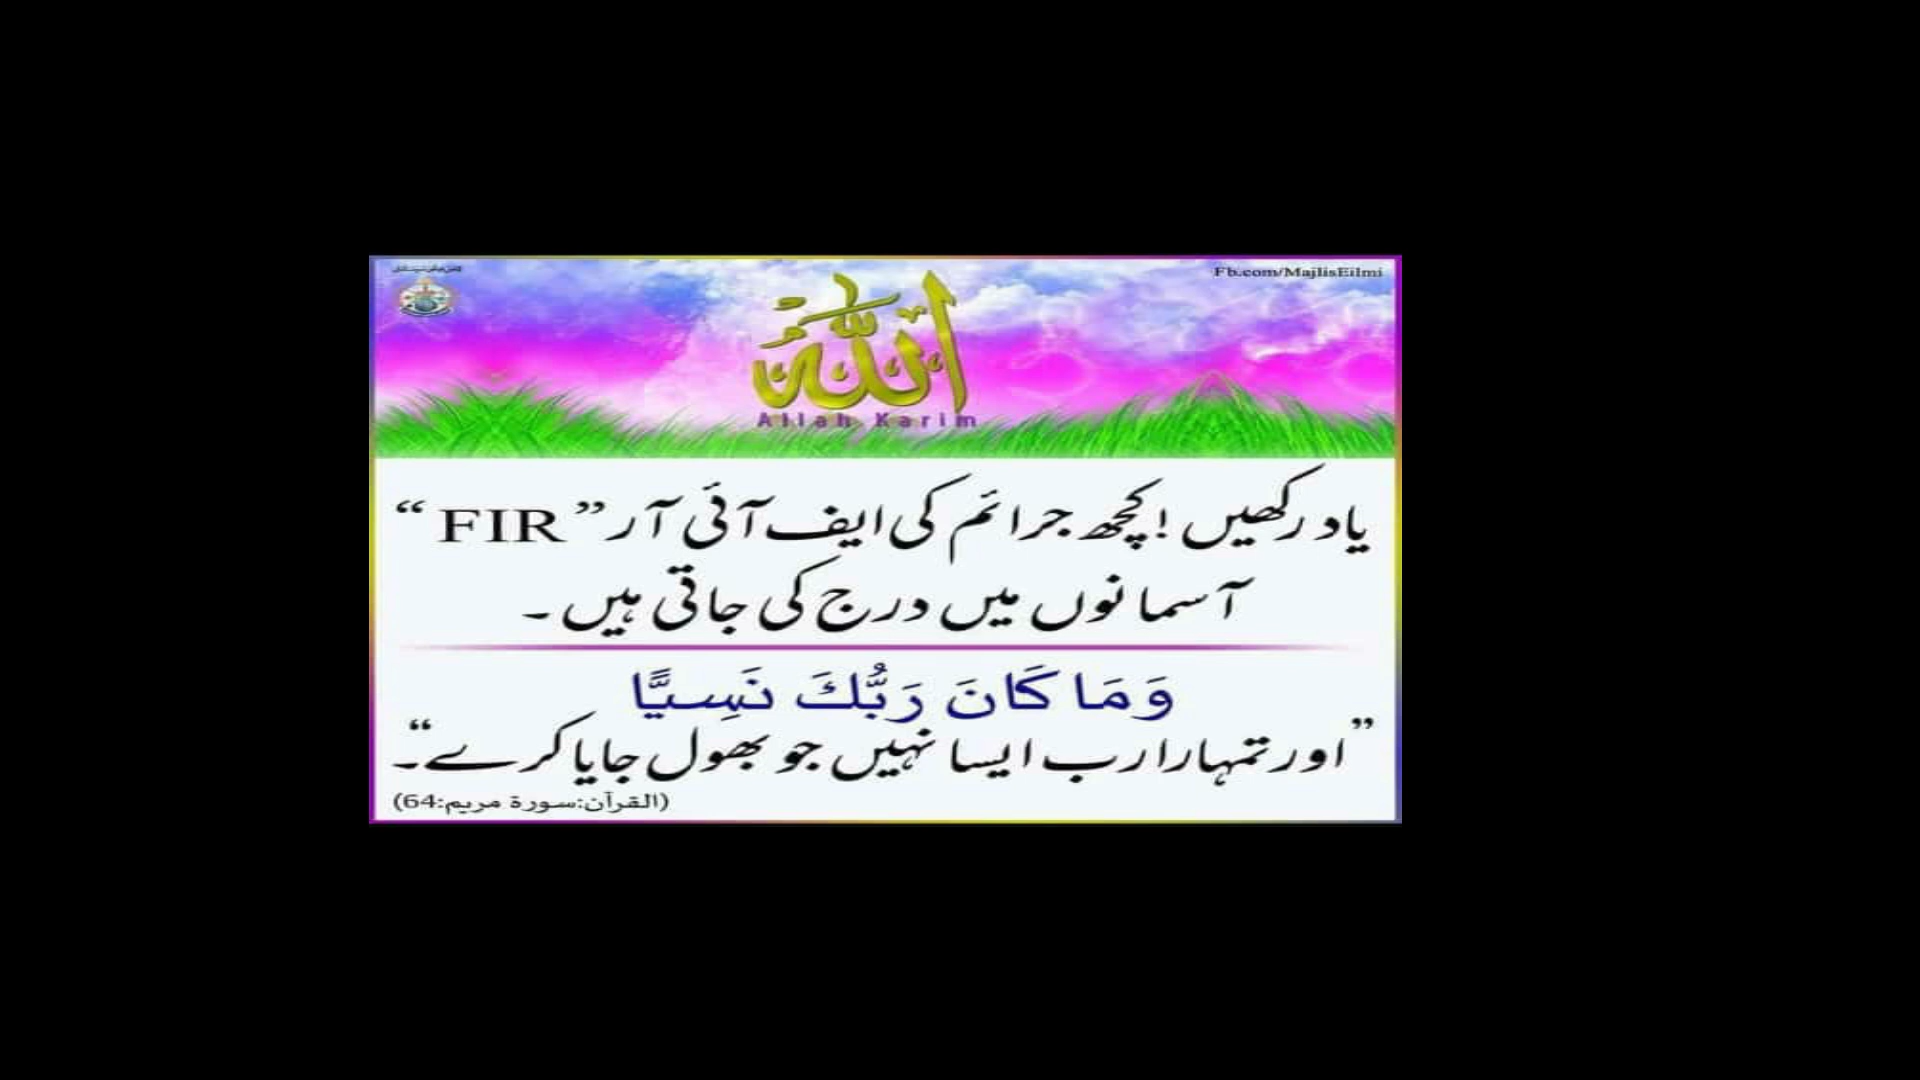 Fb.com/MajlisEilmi
اللّٰهُ
Allah Karim
یاد رکھیں ! کچھ جرائم کی ایف آئی آر ”FIR“
آسمانوں میں درج کی جاتی ہیں ۔
وَمَا كَانَ رَبُّكَ نَسِيًّا
”اور تمہارا رب ایسا نہیں جو بھول جایا کرے“۔
(القرآن:سورة مريم:64)